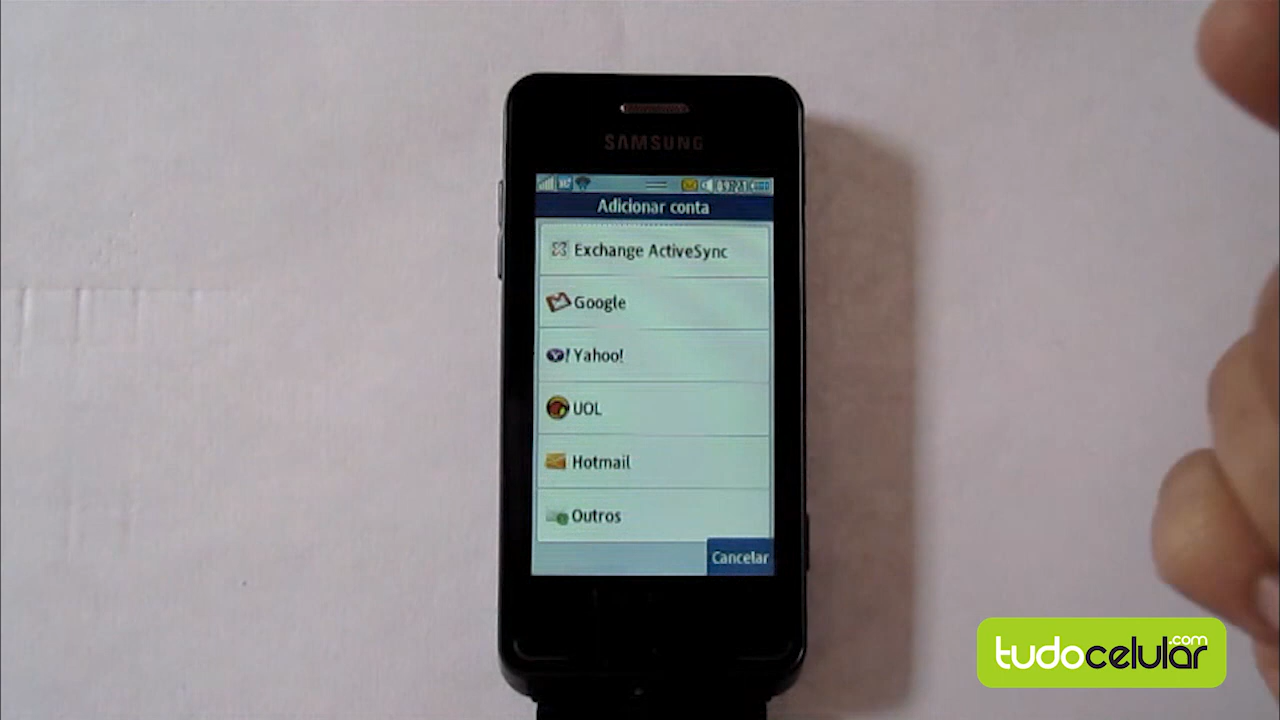 SAMSUNG
Adicionar conta
Exchange ActiveSync
Google
Yahoo!
UOL
Hotmail
Outros
Cancelar
tudocelular.com